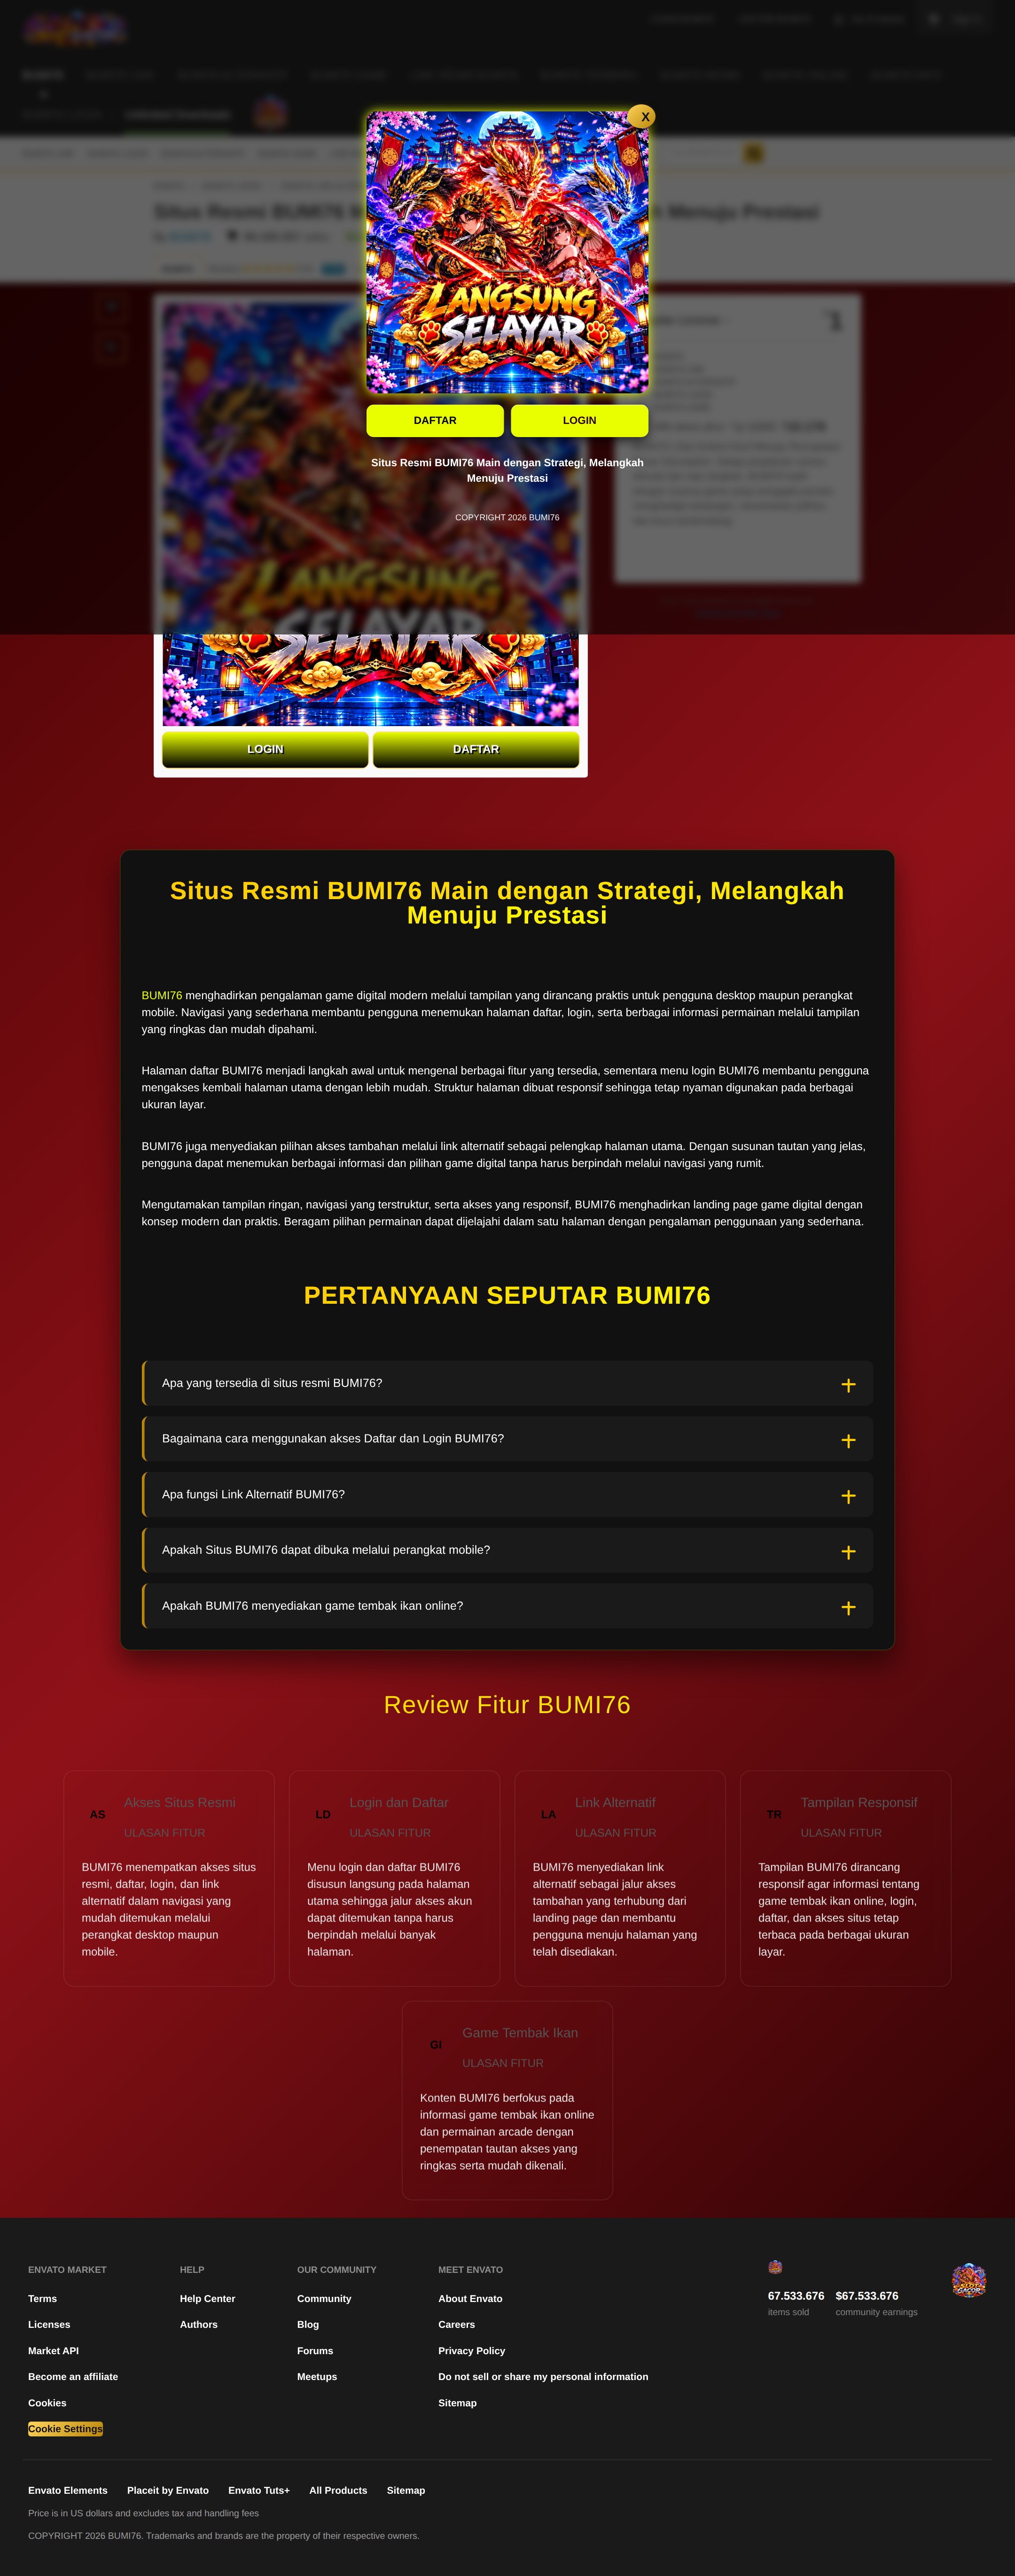 X
LANGSUNG
SELAYAR
DAFTAR
LOGIN
Situs Resmi BUMI76 Main dengan Strategi, Melangkah
Menuju Prestasi
COPYRIGHT 2026 BUMI76
Situs Resmi BUMI76
Menuju Prestasi
SELAYAR
LOGIN
DAFTAR
Situs Resmi BUMI76 Main dengan Strategi, Melangkah
Menuju Prestasi
BUMI76 menghadirkan pengalaman game digital modern melalui tampilan yang dirancang praktis untuk pengguna desktop maupun perangkat
mobile. Navigasi yang sederhana membantu pengguna menemukan halaman daftar, login, serta berbagai informasi permainan melalui tampilan
yang ringkas dan mudah dipahami.
Halaman daftar BUMI76 menjadi langkah awal untuk mengenal berbagai fitur yang tersedia, sementara menu login BUMI76 membantu pengguna
mengakses kembali halaman utama dengan lebih mudah. Struktur halaman dibuat responsif sehingga tetap nyaman digunakan pada berbagai
ukuran layar.
BUMI76 juga menyediakan pilihan akses tambahan melalui link alternatif sebagai pelengkap halaman utama. Dengan susunan tautan yang jelas,
pengguna dapat menemukan berbagai informasi dan pilihan game digital tanpa harus berpindah melalui navigasi yang rumit.
Mengutamakan tampilan ringan, navigasi yang terstruktur, serta akses yang responsif, BUMI76 menghadirkan landing page game digital dengan
konsep modern dan praktis. Beragam pilihan permainan dapat dijelajahi dalam satu halaman dengan pengalaman penggunaan yang sederhana.
PERTANYAAN SEPUTAR BUMI76
Apa yang tersedia di situs resmi BUMI76?
Bagaimana cara menggunakan akses Daftar dan Login BUMI76?
Apa fungsi Link Alternatif BUMI76?
Apakah Situs BUMI76 dapat dibuka melalui perangkat mobile?
Apakah BUMI76 menyediakan game tembak ikan online?
Review Fitur BUMI76
AS
Akses Situs Resmi
ULASAN FITUR
BUMI76 menempatkan akses situs
resmi, daftar, login, dan link
alternatif dalam navigasi yang
mudah ditemukan melalui
perangkat desktop maupun
mobile.
LD
Login dan Daftar
ULASAN FITUR
Menu login dan daftar BUMI76
disusun langsung pada halaman
utama sehingga jalur akses akun
dapat ditemukan tanpa harus
berpindah melalui banyak
halaman.
LA
Link Alternatif
ULASAN FITUR
BUMI76 menyediakan link
alternatif sebagai jalur akses
tambahan yang terhubung dari
landing page dan membantu
pengguna menuju halaman yang
telah disediakan.
TR
Tampilan Responsif
ULASAN FITUR
Tampilan BUMI76 dirancang
responsif agar informasi tentang
game tembak ikan online, login,
daftar, dan akses situs tetap
terbaca pada berbagai ukuran
layar.
GI
Game Tembak Ikan
ULASAN FITUR
Konten BUMI76 berfokus pada
informasi game tembak ikan online
dan permainan arcade dengan
penempatan tautan akses yang
ringkas serta mudah dikenali.
ENVATO MARKET
Terms
Licenses
Market API
Become an affiliate
Cookies
Cookie Settings
HELP
Help Center
Authors
OUR COMMUNITY
Community
Blog
Forums
Meetups
MEET ENVATO
About Envato
Careers
Privacy Policy
Do not sell or share my personal information
Sitemap
67.533.676
items sold
$67.533.676
community earnings
Envato Elements
Placeit by Envato
Envato Tuts+
All Products
Sitemap
Price is in US dollars and excludes tax and handling fees
COPYRIGHT 2026 BUMI76. Trademarks and brands are the property of their respective owners.